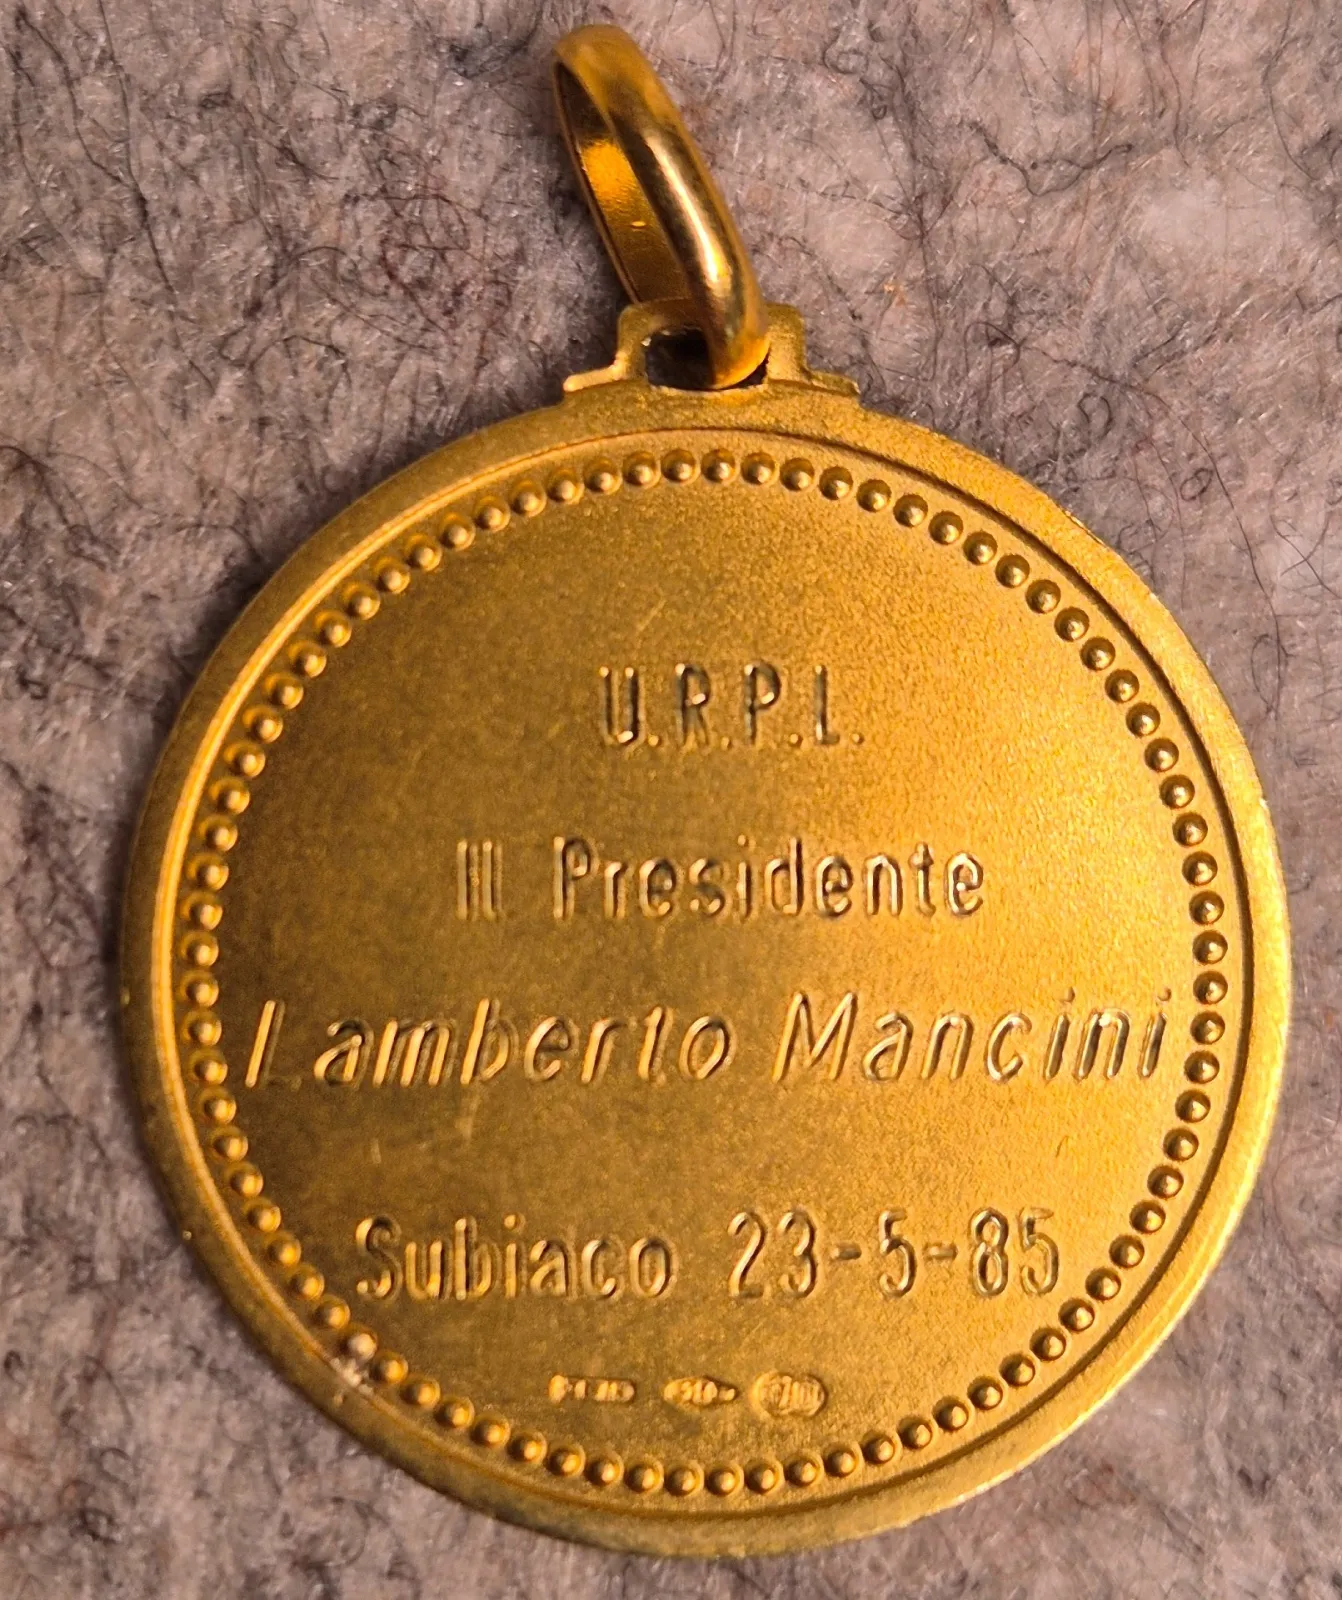 U.R.P.L.
Il Presidente
Lamberto Mancini
Subiaco 23-5-85